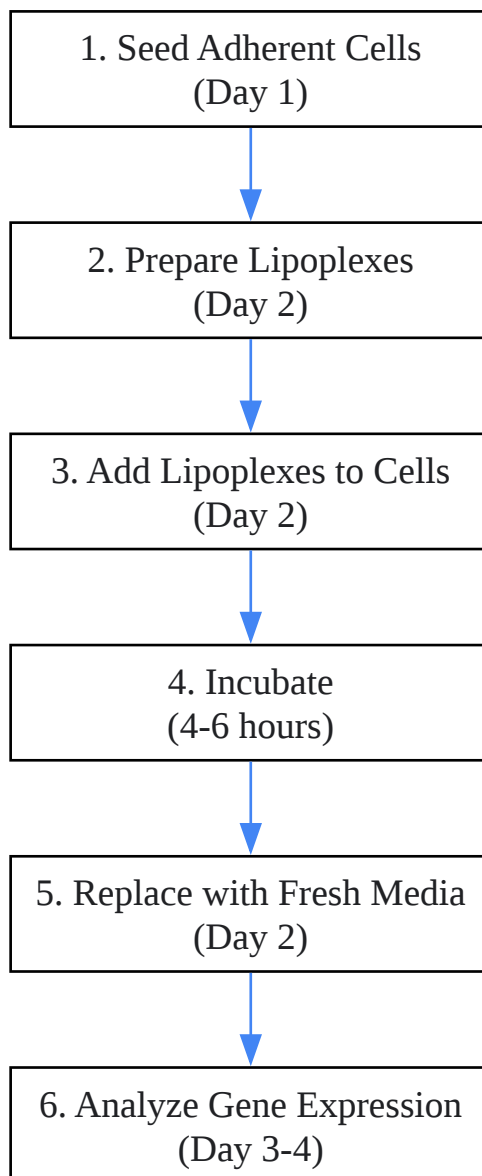 1. Seed Adherent Cells
(Day 1)
2. Prepare Lipoplexes
(Day 2)
3. Add Lipoplexes to Cells
(Day 2)
4. Incubate
(4-6 hours)
5. Replace with Fresh Media
(Day 2)
6. Analyze Gene Expression
(Day 3-4)